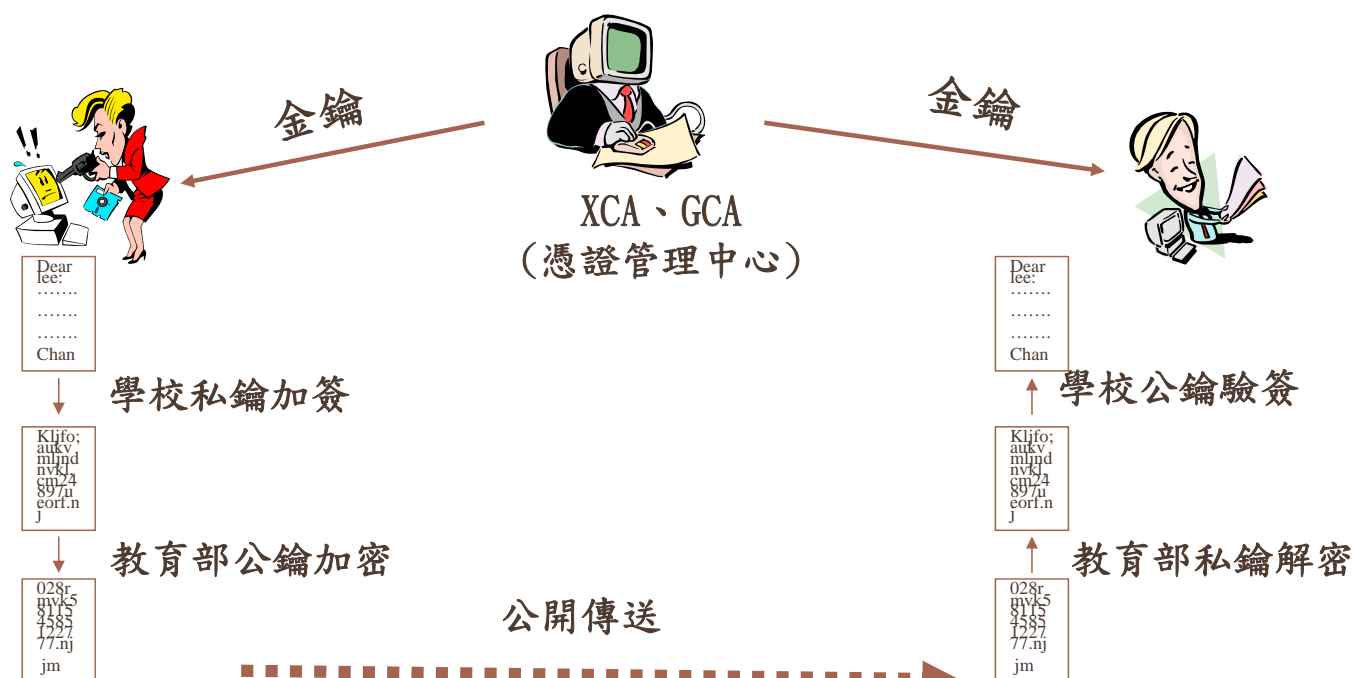 金鑰
金鑰
XCA、GCA
(憑證管理中心)
!!
Dear
lee:
…….
…….
…….
Chan
學校私鑰加簽
Klifo;
aukv
mljnd
nvkl,
cm24
897u
eorf.n
j
教育部公鑰加密
028r
mvk5
8115
4585
1227
77.nj
jm
公開傳送
Dear
lee:
…….
…….
…….
Chan
學校公鑰驗簽
Klifo;
aukv
mljnd
nvkl,
cm24
897u
eorf.n
j
教育部私鑰解密
028r
mvk5
8115
4585
1227
77.nj
jm